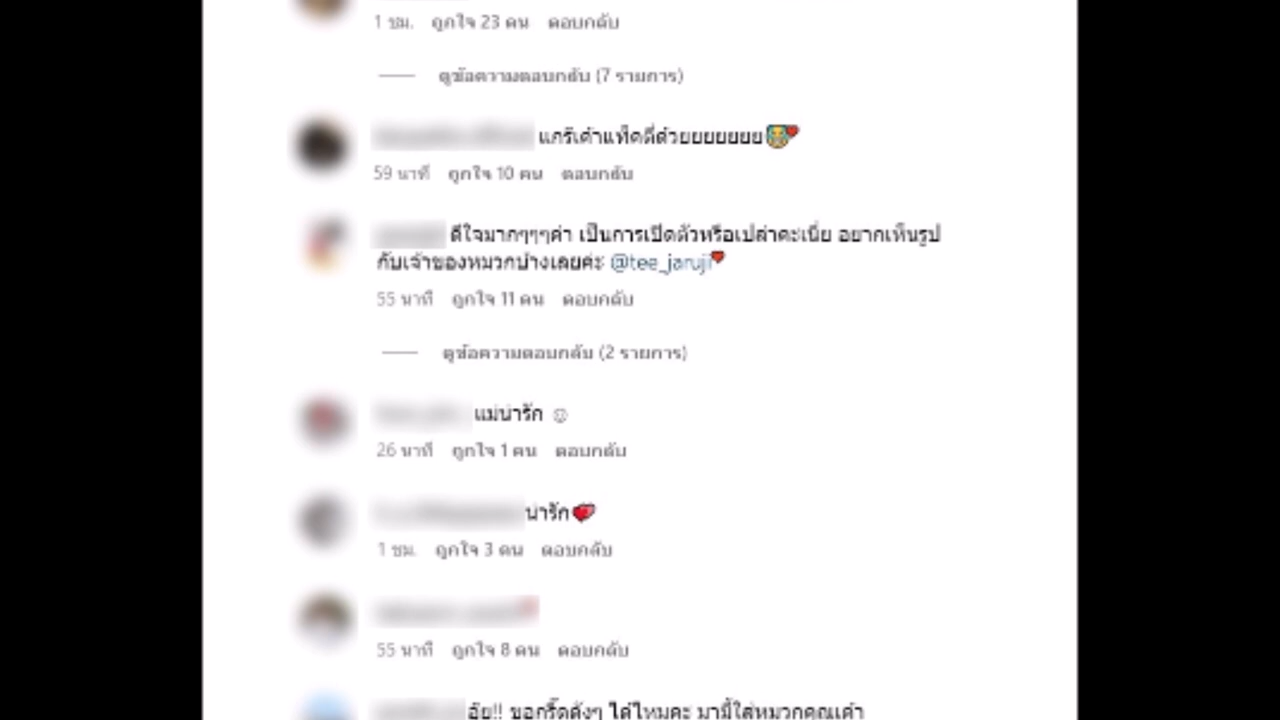 1 ชม. ถูกใจ 23 คน ตอบกลับ
ดูข้อความตอบกลับ (7 รายการ)
แกร๊เค้าแท็คตี่ด้วยยยยยยย
59 นาที ถูกใจ 10 คน ตอบกลับ
ดีใจมากๆๆๆค่า เป็นการเปิดตัวหรือเปล่าคะเนี่ย อยากเห็นรูป
กับเจ้าของหมวกบ้างเลยค่ะ @tee_jaruji
55 นาที ถูกใจ 11 คน ตอบกลับ
ดูข้อความตอบกลับ (2 รายการ)
แม่น่ารัก ☺
26 นาที ถูกใจ 1 คน ตอบกลับ
น่ารัก
1 ชม. ถูกใจ 3 คน ตอบกลับ
55 นาที ถูกใจ 8 คน ตอบกลับ
อุ๊ย!! ขอกรี๊ดดังๆ ได้ไหมคะ มามี้ใส่หมวกคุณเค้า